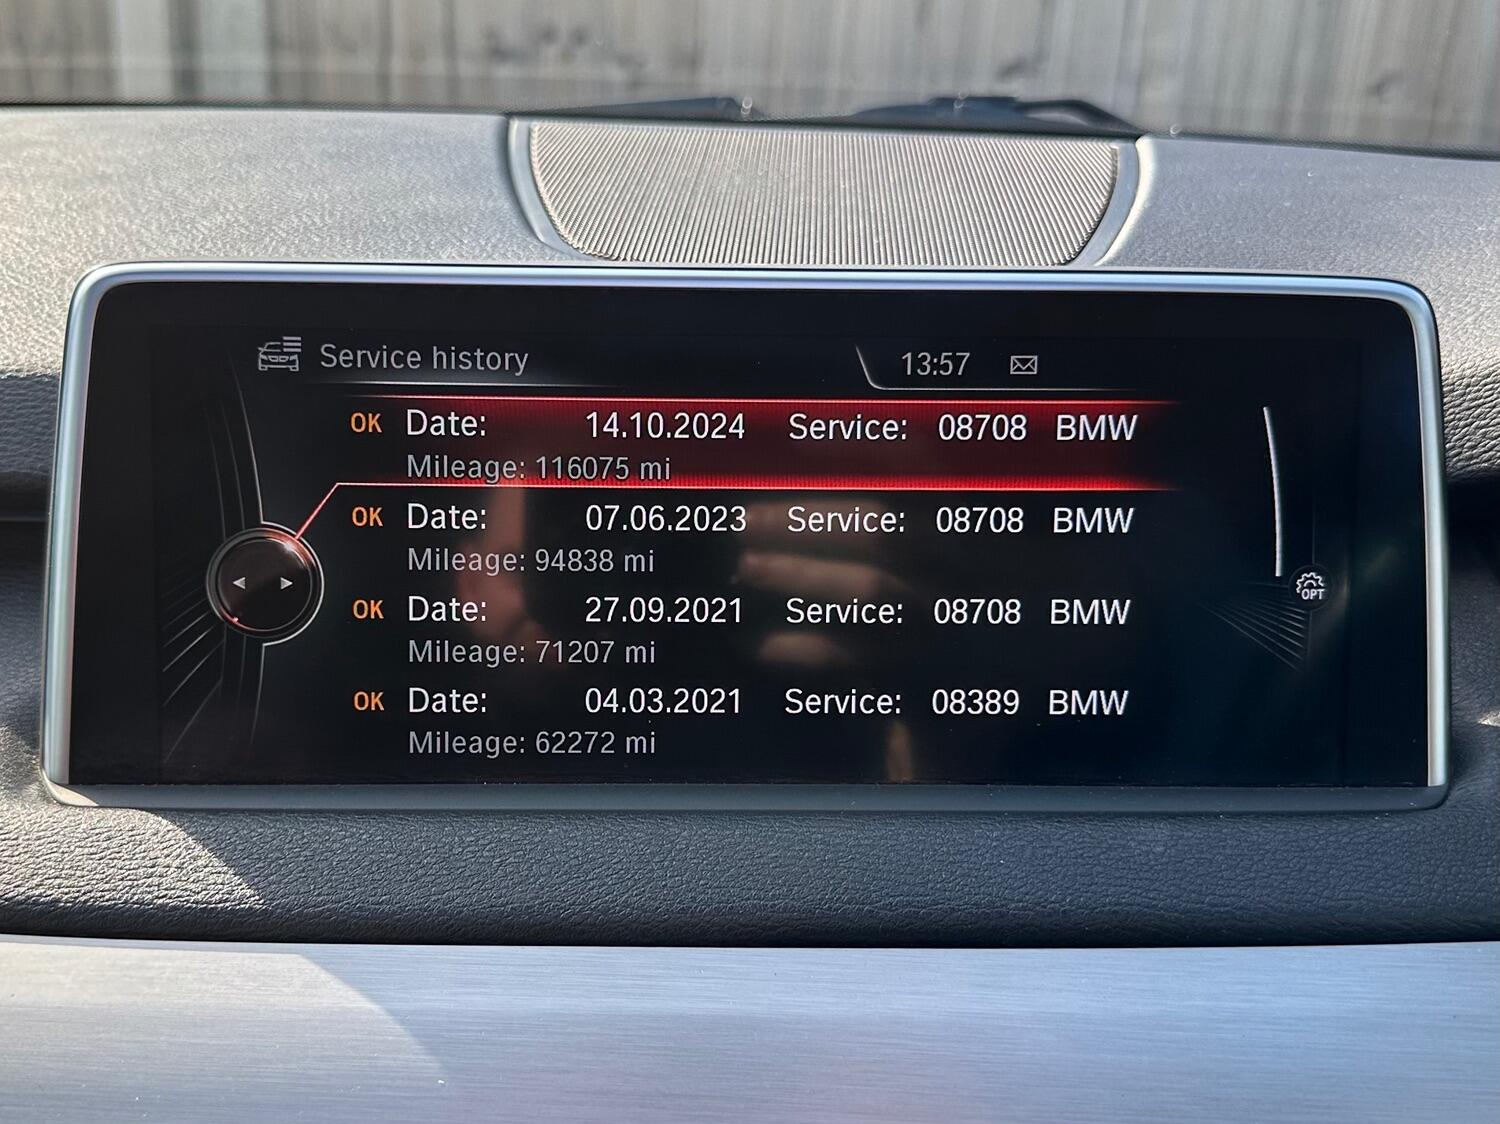 Service history 13:57
OK Date: 14.10.2024 Service: 08708 BMW
Mileage: 116075 mi
OK Date: 07.06.2023 Service: 08708 BMW
Mileage: 94838 mi
OK Date: 27.09.2021 Service: 08708 BMW
Mileage: 71207 mi
OK Date: 04.03.2021 Service: 08389 BMW
Mileage: 62272 mi
OPT